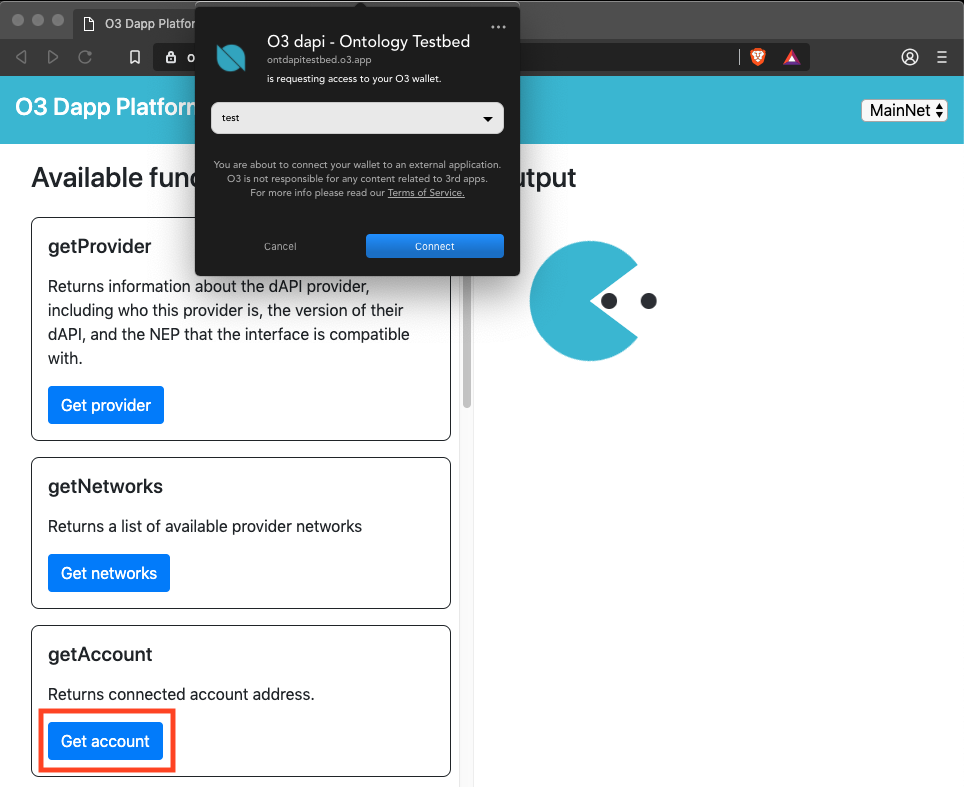 O3 Dapp Platfor
O3 dapi - Ontology Testbed
ontdapitestbed.o3.app
is requesting access to your O3 wallet.
test
You are about to connect your wallet to an external application.
O3 is not responsible for any content related to 3rd apps.
For more info please read our Terms of Service.
Cancel
Connect
O3 Dapp Platforn
MainNet
Available fun
utput
getProvider
Returns information about the dAPI provider,
including who this provider is, the version of their
dAPI, and the NEP that the interface is compatible
with.
Get provider
getNetworks
Returns a list of available provider networks
Get networks
getAccount
Returns connected account address.
Get account